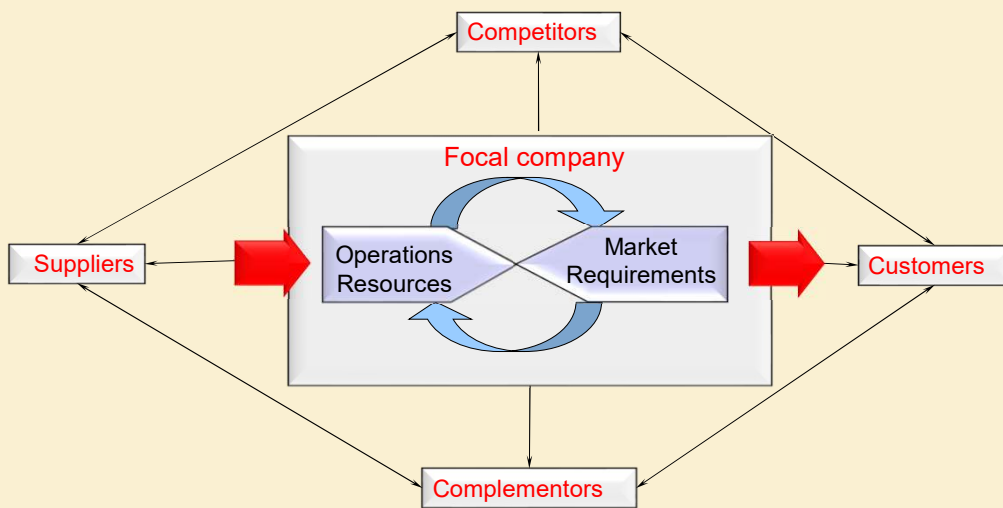 Competitors
Focal company
Operations
Resources
Market
Requirements
Suppliers
Customers
Complementors